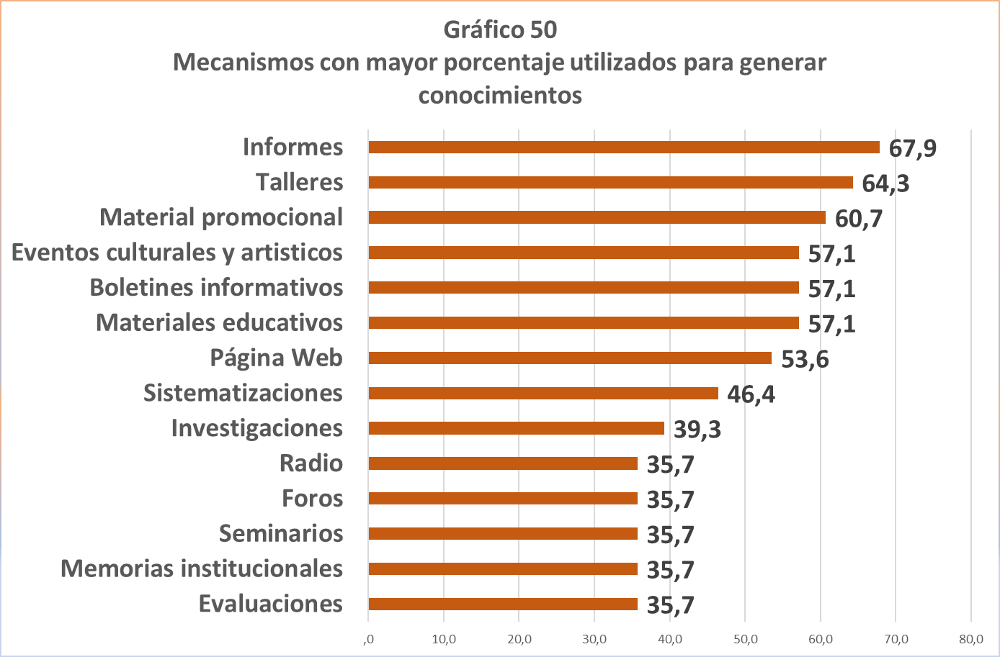 Gráfico 50
Mecanismos con mayor porcentaje utilizados para generar
conocimientos
Informes 67,9
Talleres 64,3
Material promocional 60,7
Eventos culturales y artisticos 57,1
Boletines informativos 57,1
Materiales educativos 57,1
Página Web 53,6
Sistematizaciones 46,4
Investigaciones 39,3
Radio 35,7
Foros 35,7
Seminarios 35,7
Memorias institucionales 35,7
Evaluaciones 35,7
,0 10,0 20,0 30,0 40,0 50,0 60,0 70,0 80,0